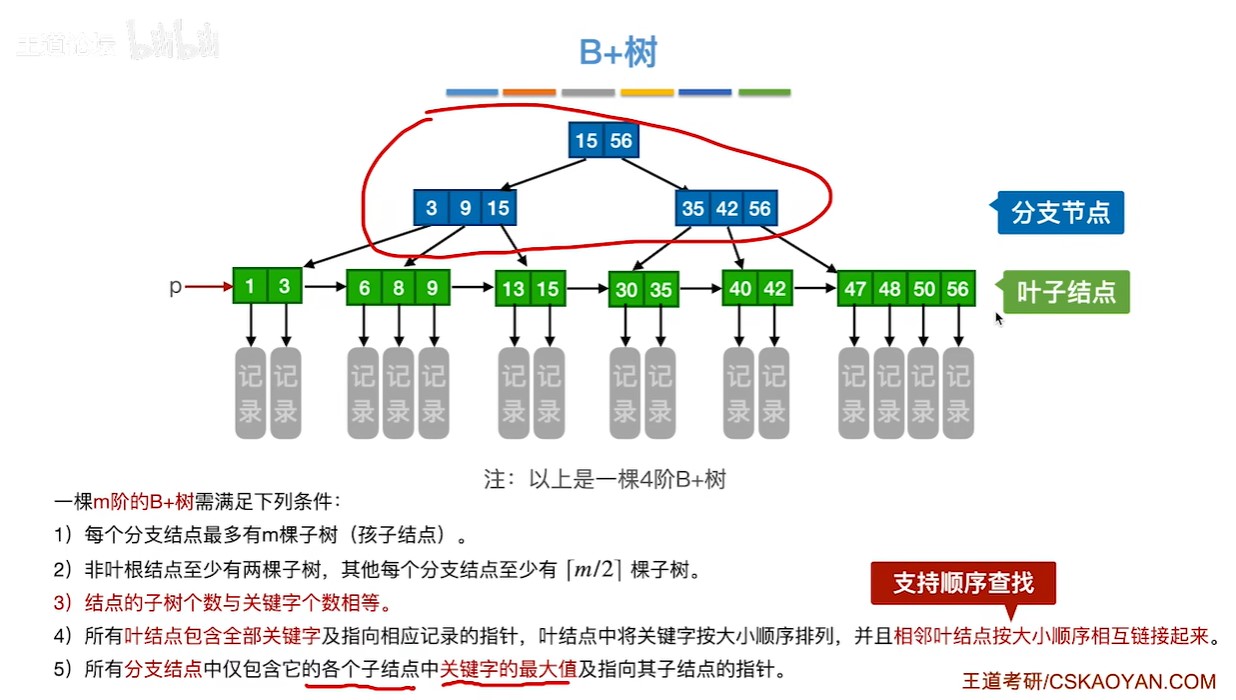 王道论坛 bilibili
B+树
15 56
3 9 15
35 42 56
分支节点
p
1 3
6 8 9
13 15
30 35
40 42
47 48 50 56
叶子结点
记录 记录 记录 记录 记录 记录 记录 记录 记录 记录 记录 记录 记录 记录 记录
注：以上是一棵4阶B+树
一棵m阶的B+树需满足下列条件：
1）每个分支结点最多有m棵子树（孩子结点）。
2）非叶根结点至少有两棵子树，其他每个分支结点至少有 ⌈m/2⌉ 棵子树。
3）结点的子树个数与关键字个数相等。
支持顺序查找
4）所有叶结点包含全部关键字及指向相应记录的指针，叶结点中将关键字按大小顺序排列，并且相邻叶结点按大小顺序相互链接起来。
5）所有分支结点中仅包含它的各个子结点中关键字的最大值及指向其子结点的指针。
王道考研/CSKAOYAN.COM